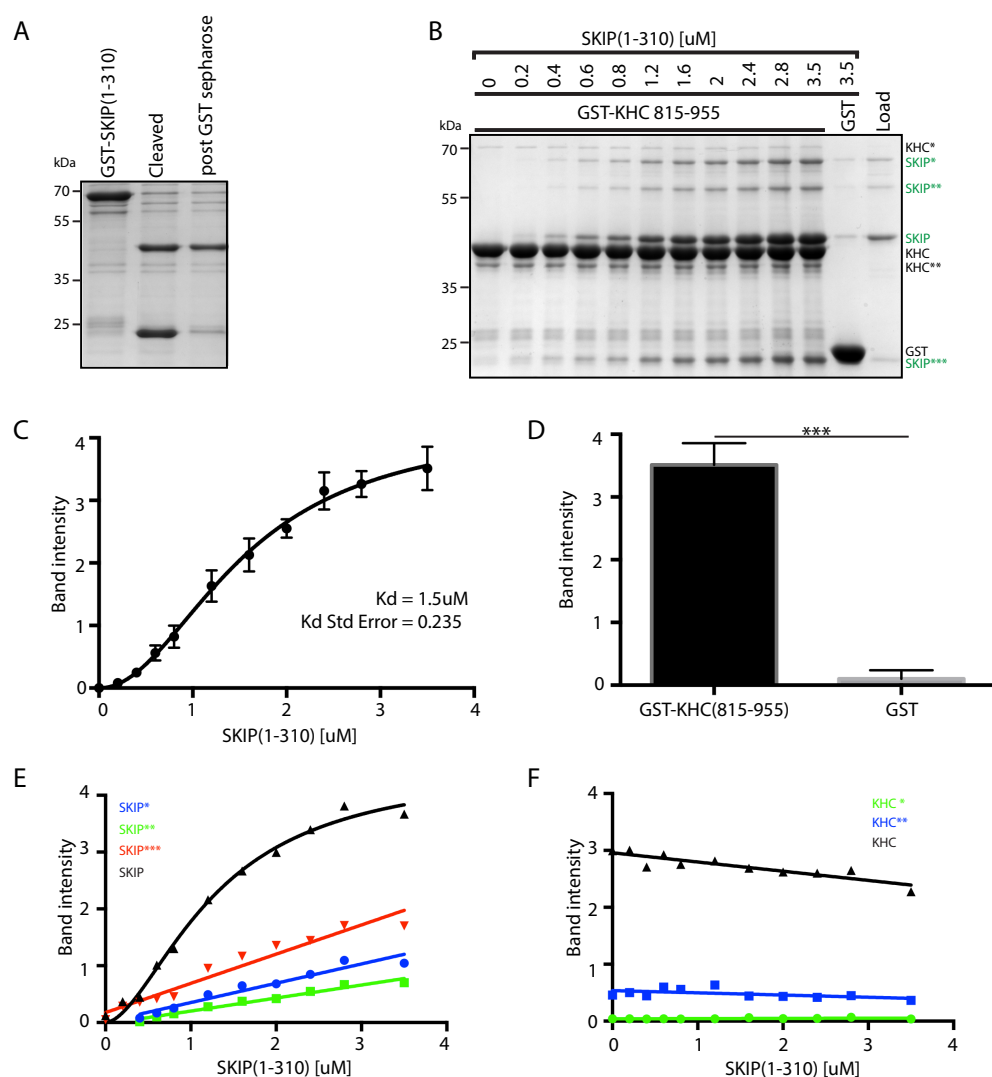 A
GST-SKIP(1-310)
Cleaved
post GST sepharose
kDa
70
55
35
25
B
SKIP(1-310) [uM]
0 0.2 0.4 0.6 0.8 1.2 1.6 2 2.4 2.8 3.5 3.5
GST-KHC 815-955
GST
Load
kDa
70
55
35
25
KHC*
SKIP*
SKIP**
SKIP
KHC
KHC**
GST
SKIP***
C
Band intensity
4
3
2
1
0
0 1 2 3 4
SKIP(1-310) [uM]
Kd = 1.5uM
Kd Std Error = 0.235
D
Band intensity
4
3
2
1
0
***
GST-KHC(815-955) GST
E
Band intensity
4
3
2
1
0
SKIP*
SKIP**
SKIP***
SKIP
0 1 2 3 4
SKIP(1-310) [uM]
F
Band intensity
4
3
2
1
0
KHC *
KHC**
KHC
0 1 2 3 4
SKIP(1-310) [uM]